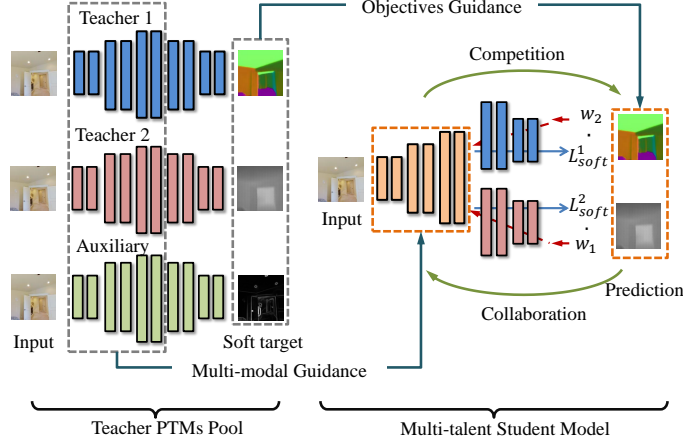 Objectives Guidance
Teacher 1
Competition
w₂
.
L¹soft
Teacher 2
Input
L²soft
.
w₁
Auxiliary
Collaboration
Prediction
Input
Soft target
Multi-modal Guidance
Teacher PTMs Pool
Multi-talent Student Model